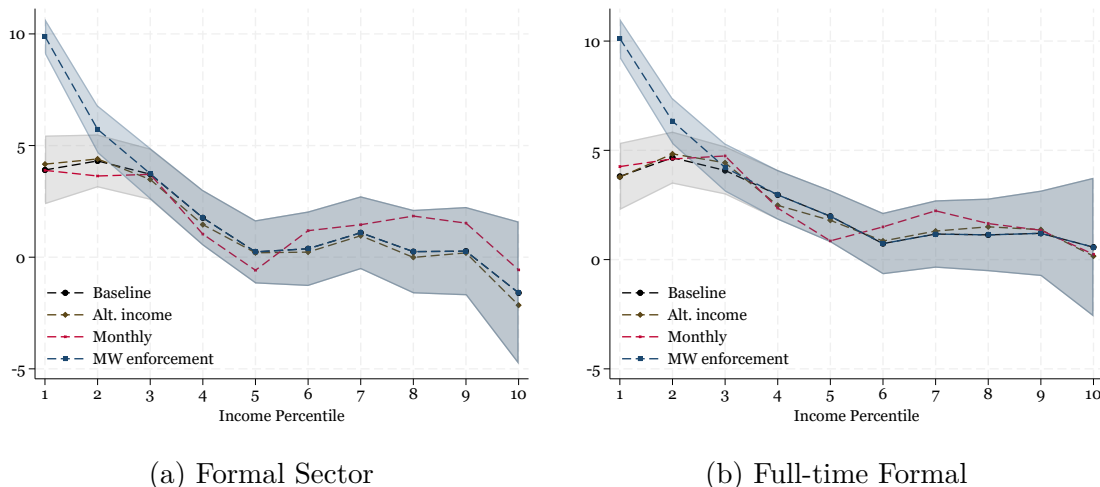 10
5
0
-5
Baseline
Alt. income
Monthly
MW enforcement
1 2 3 4 5 6 7 8 9 10
Income Percentile
(a) Formal Sector
10
5
0
-5
Baseline
Alt. income
Monthly
MW enforcement
1 2 3 4 5 6 7 8 9 10
Income Percentile
(b) Full-time Formal